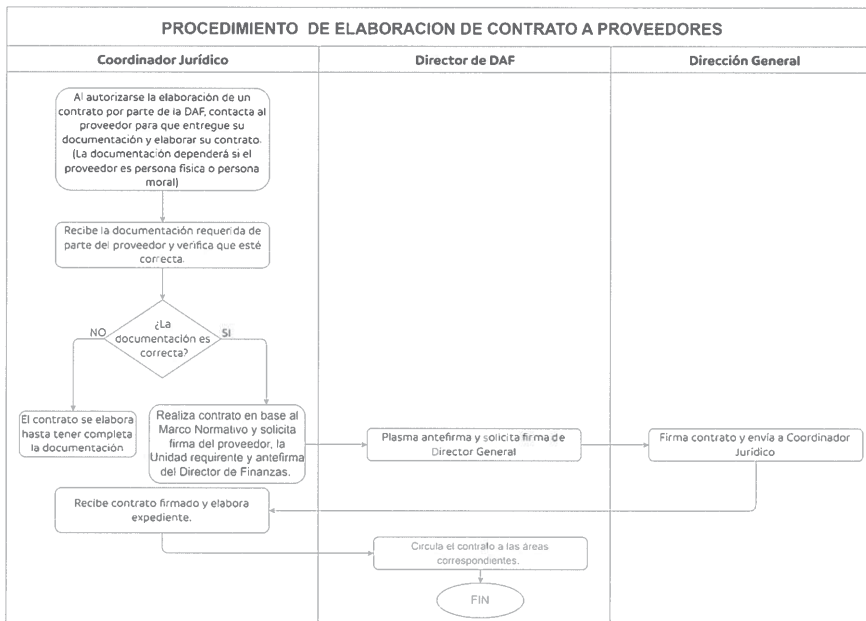 PROCEDIMIENTO DE ELABORACION DE CONTRATO A PROVEEDORES
Coordinador Jurídico
Director de DAF
Dirección General
Al autorizarse la elaboración de un
contrato por parte de la DAF, contacta al
proveedor para que entregue su
documentación y elaborar su contrato.
(La documentación dependerá si el
proveedor es persona física o persona
moral)
Recibe la documentación requerida de
parte del proveedor y verifica que esté
correcta.
¿La
documentación es
correcta?
NO
SI
El contrato se elabora
hasta tener completa
la documentación
Realiza contrato en base al
Marco Normativo y solicita
firma del proveedor, la
Unidad requirente y antefirma
del Director de Finanzas.
Plasma antefirma y solicita firma de
Director General
Firma contrato y envía a Coordinador
Jurídico
Recibe contrato firmado y elabora
expediente.
Circula el contrato a las áreas
correspondientes.
FIN